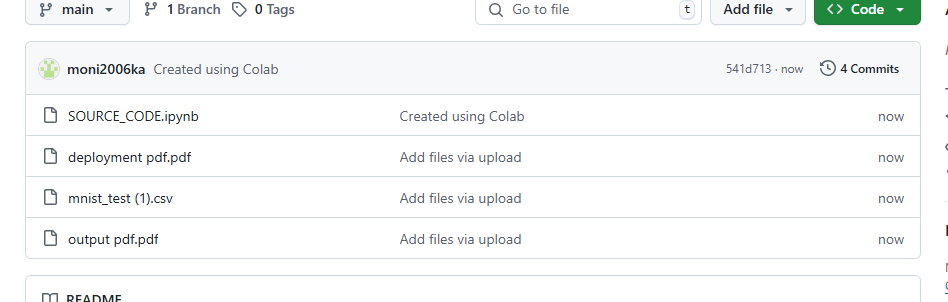 main 1 Branch 0 Tags Go to file t Add file Code
moni2006ka Created using Colab 541d713 · now 4 Commits
SOURCE_CODE.ipynb Created using Colab now
deployment pdf.pdf Add files via upload now
mnist_test (1).csv Add files via upload now
output pdf.pdf Add files via upload now
README